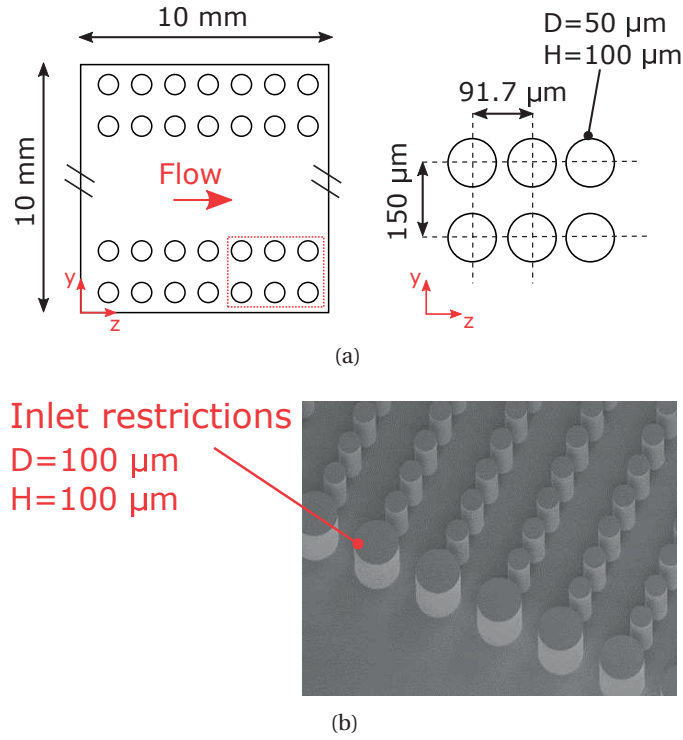 10 mm
10 mm
Flow
y
z
D=50 µm
H=100 µm
91.7 µm
150 µm
y
z
(a)
Inlet restrictions
D=100 µm
H=100 µm
(b)